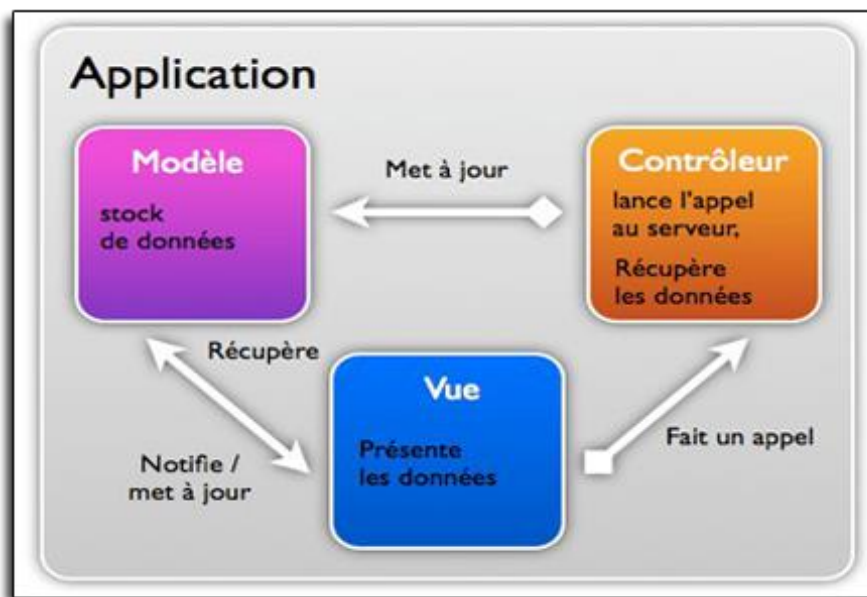 Application
Modèle
stock
de données
Met à jour
Contrôleur
lance l'appel
au serveur,
Récupère
les données
Récupère
Notifie /
met à jour
Vue
Présente
les données
Fait un appel